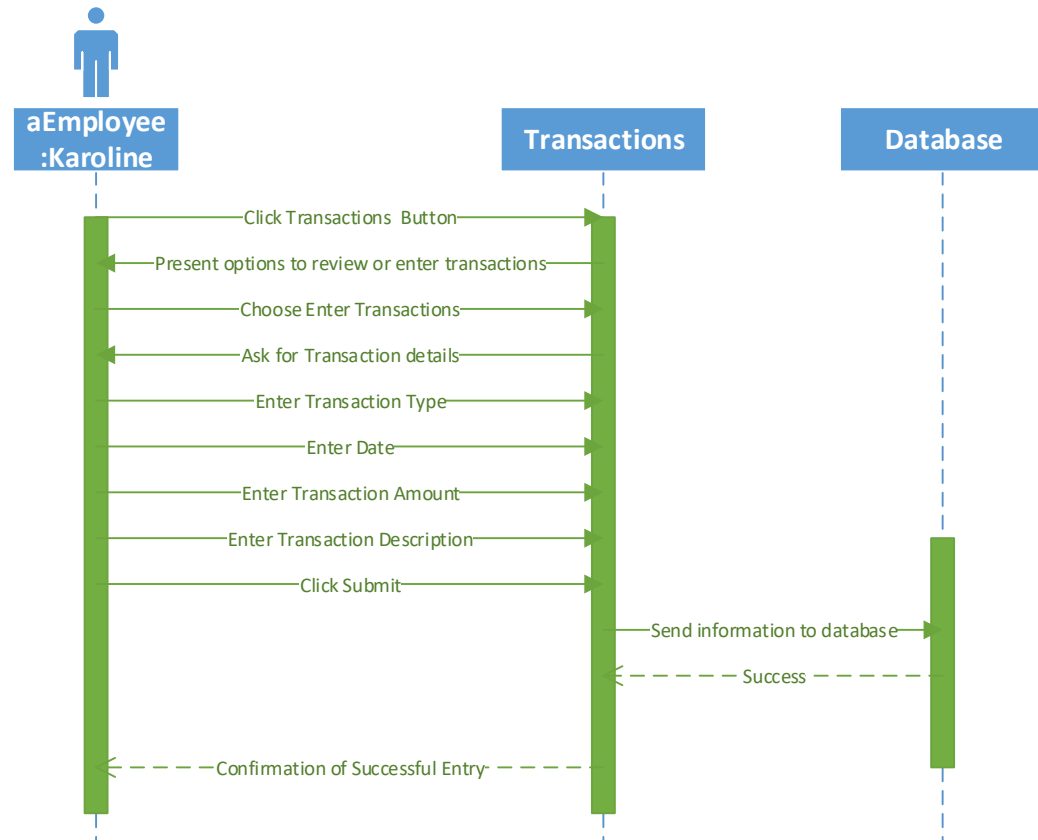 aEmployee
:Karoline
Transactions
Database
Click Transactions  Button
Present options to review or enter transactions
Choose Enter Transactions
Ask for Transaction details
Enter Transaction Type
Enter Date
Enter Transaction Amount
Enter Transaction Description
Click Submit
Send information to database
Success
Confirmation of Successful Entry